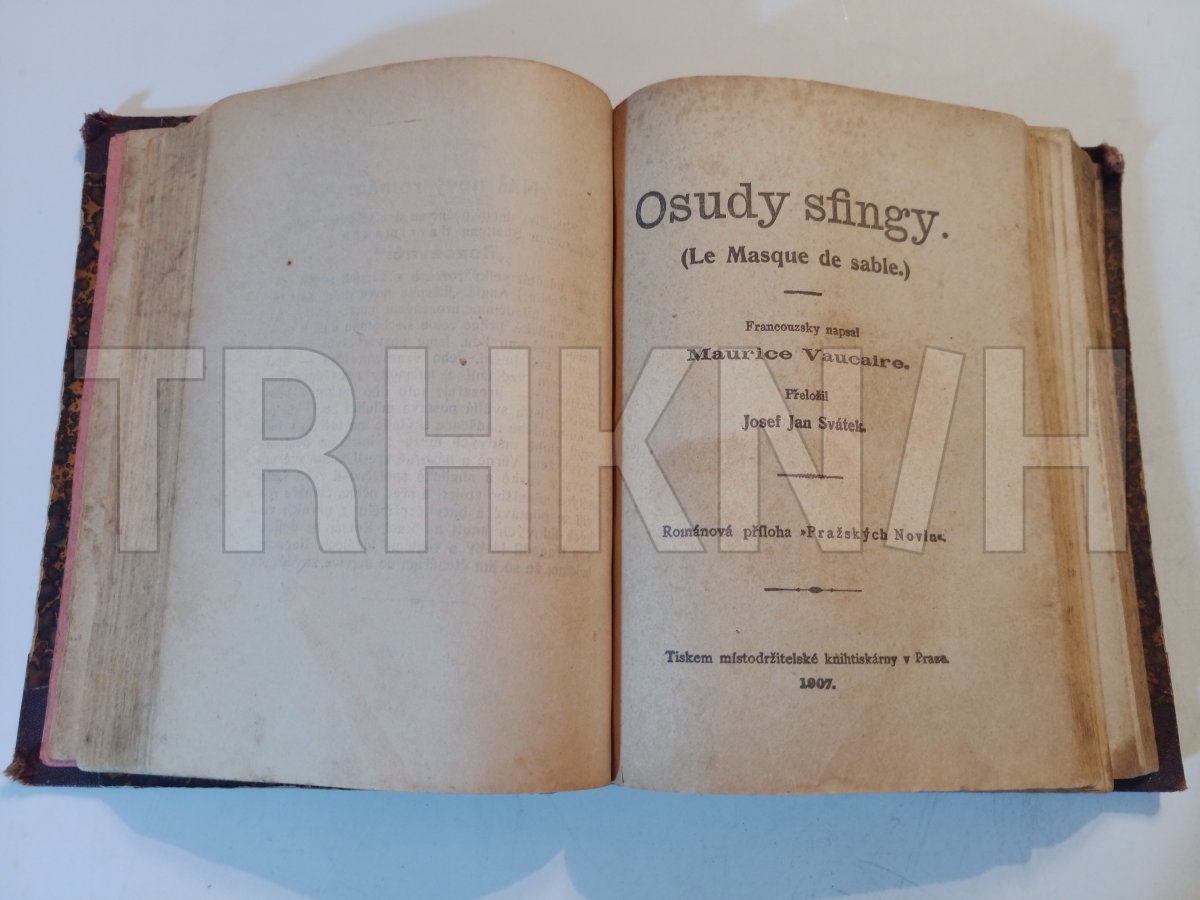 Osudy sfingy.
(Le Masque de sable.)
Francouzsky napsal
Maurice Vaucaire.
Přeložil
Josef Jan Svátek.
Románová příloha »Pražských Novin«.
Tiskem místodržitelské knihtiskárny v Praze.
1907.
TRHKNIH